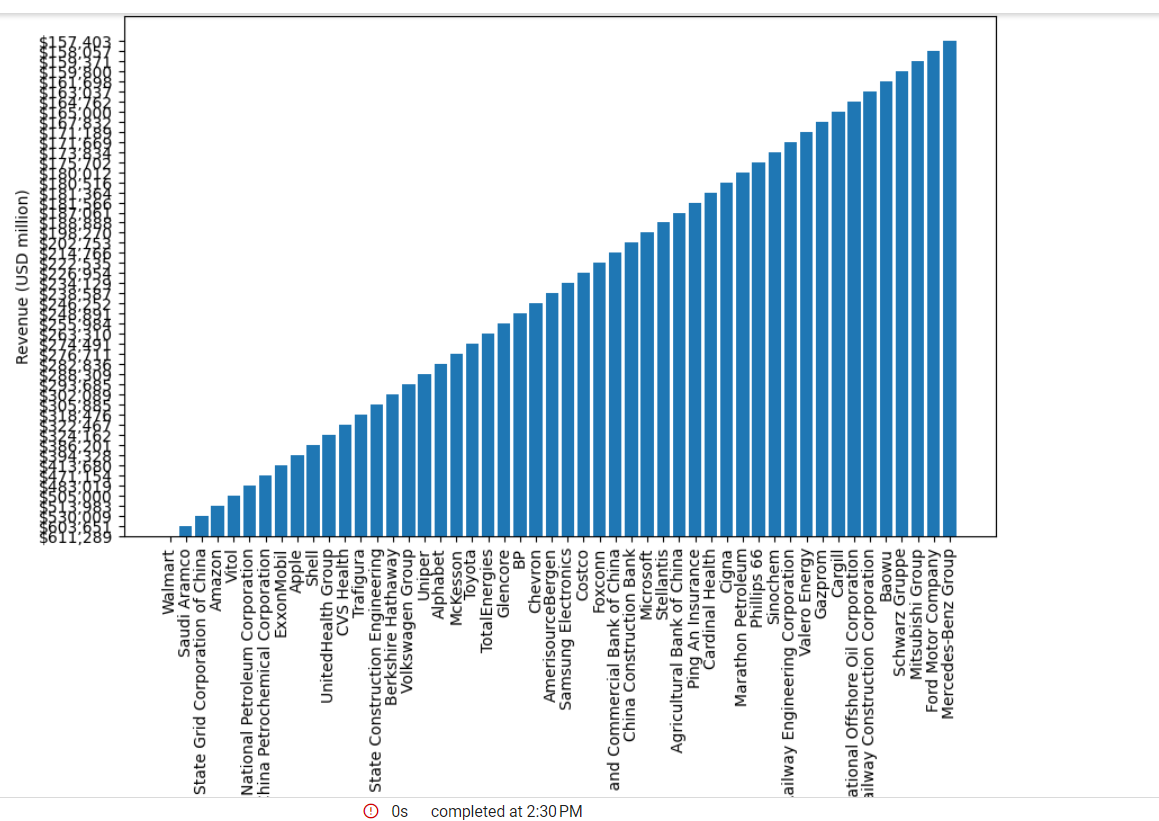 $157,403
$158,057
$159,371
$159,800
$161,698
$163,037
$164,762
$165,000
$167,832
$171,189
$171,669
$173,834
$175,702
$180,012
$180,516
$181,364
$181,566
$187,061
$188,888
$198,270
$202,753
$214,766
$222,535
$226,954
$234,129
$238,587
$246,252
$248,891
$255,984
$263,310
$274,491
$276,711
$282,836
$288,309
$293,685
$302,089
$305,885
$318,476
$322,467
$324,162
$386,201
$394,328
$413,680
$471,154
$483,019
$505,000
$513,983
$530,009
$603,651
$611,289
Revenue (USD million)
Walmart
Saudi Aramco
State Grid Corporation of China
Amazon
Vitol
National Petroleum Corporation
hina Petrochemical Corporation
ExxonMobil
Apple
Shell
UnitedHealth Group
CVS Health
Trafigura
State Construction Engineering
Berkshire Hathaway
Volkswagen Group
Uniper
Alphabet
McKesson
Toyota
TotalEnergies
Glencore
BP
Chevron
AmerisourceBergen
Samsung Electronics
Costco
Foxconn
and Commercial Bank of China
China Construction Bank
Microsoft
Stellantis
Agricultural Bank of China
Ping An Insurance
Cardinal Health
Cigna
Marathon Petroleum
Phillips 66
Sinochem
ailway Engineering Corporation
Valero Energy
Gazprom
Cargill
ational Offshore Oil Corporation
ailway Construction Corporation
Baowu
Schwarz Gruppe
Mitsubishi Group
Ford Motor Company
Mercedes-Benz Group
0s completed at 2:30 PM